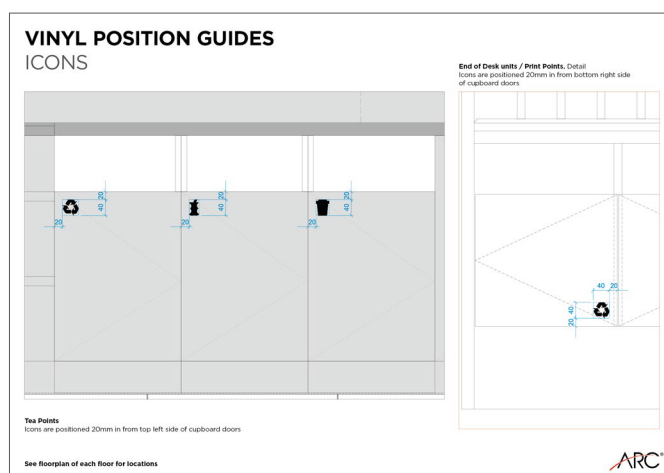 VINYL POSITION GUIDES
ICONS
End of Desk units / Print Points. Detail
Icons are positioned 20mm in from bottom right side
of cupboard doors
20
40
20
20
40
20
20
40
20
40 20
40
20
Tea Points
Icons are positioned 20mm in from top left side of cupboard doors
See floorplan of each floor for locations
ARC®